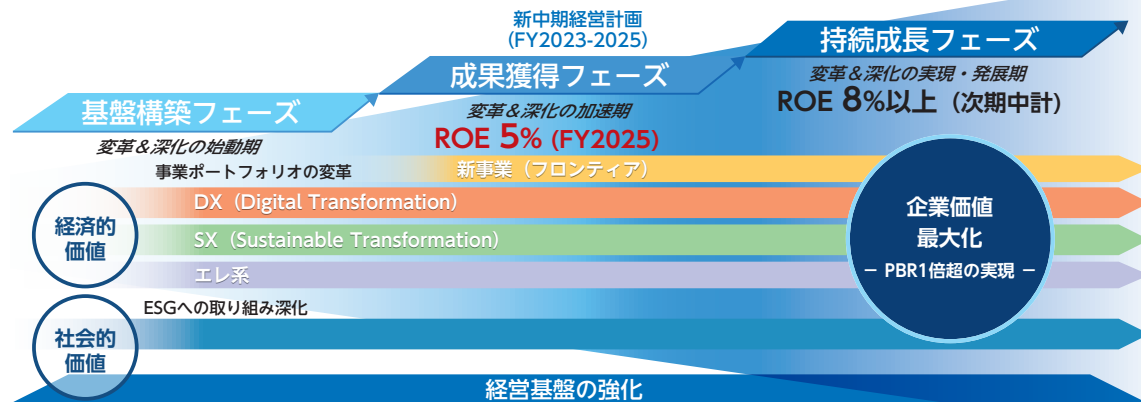 新中期経営計画
(FY2023-2025)
基盤構築フェーズ
変革&深化の始動期
成果獲得フェーズ
変革&深化の加速期
ROE 5% (FY2025)
持続成長フェーズ
変革&深化の実現・発展期
ROE 8%以上（次期中計）
事業ポートフォリオの変革
新事業（フロンティア）
経済的
価値
DX（Digital Transformation）
SX（Sustainable Transformation）
エレ系
企業価値
最大化
− PBR1倍超の実現 −
ESGへの取り組み深化
社会的
価値
経営基盤の強化